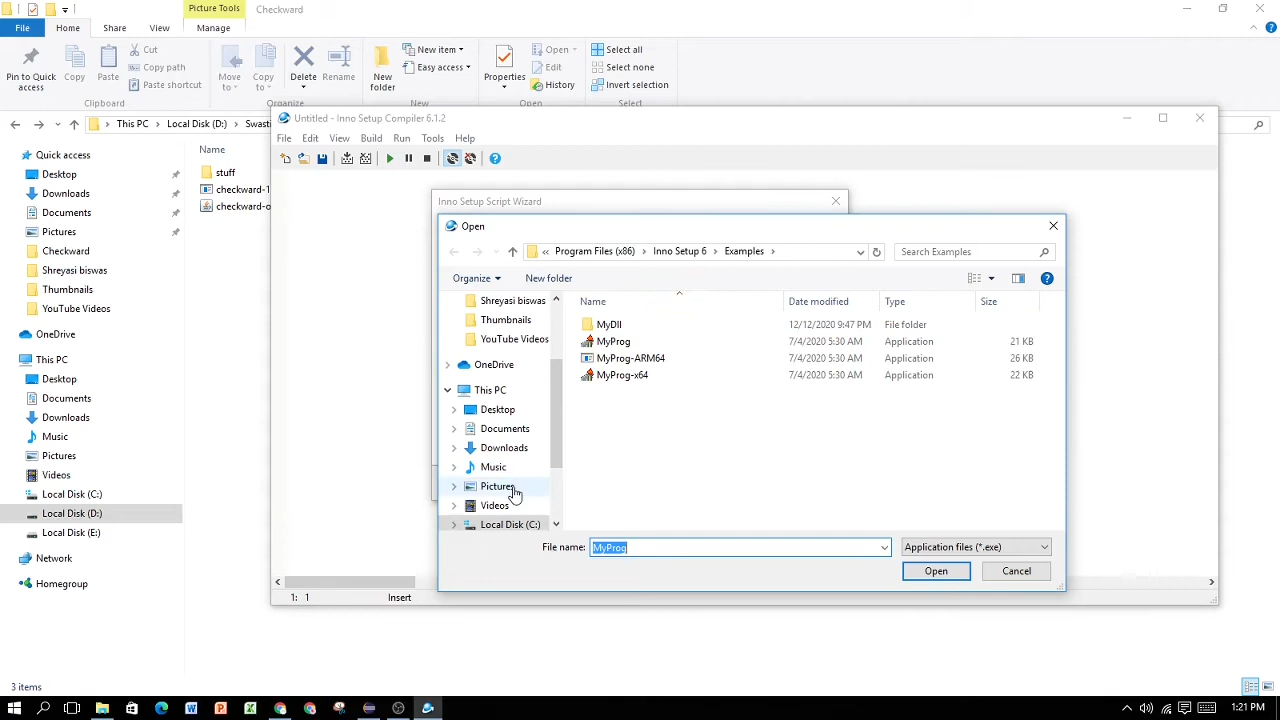 Picture Tools
Checkward
File
Home
Share
View
Manage
Pin to Quick access
Copy
Paste
Cut
Copy path
Paste shortcut
Clipboard
Move to
Copy to
Delete
Rename
Organize
New folder
New item
Easy access
New
Properties
Open
Edit
History
Open
Select all
Select none
Invert selection
Select
This PC > Local Disk (D:) > Swasti
Quick access
Desktop
Downloads
Documents
Pictures
Checkward
Shreyasi biswas
Thumbnails
YouTube Videos
OneDrive
This PC
Desktop
Documents
Downloads
Music
Pictures
Videos
Local Disk (C:)
Local Disk (D:)
Local Disk (E:)
Network
Homegroup
Name
stuff
checkward-1
checkward-o
3 items
Untitled - Inno Setup Compiler 6.1.2
File Edit View Build Run Tools Help
Inno Setup Script Wizard
Open
« Program Files (x86) > Inno Setup 6 > Examples >
Search Examples
Organize
New folder
Shreyasi biswas
Thumbnails
YouTube Videos
OneDrive
This PC
Desktop
Documents
Downloads
Music
Pictures
Videos
Local Disk (C:)
Name Date modified Type Size
MyDll 12/12/2020 9:47 PM File folder
MyProg 7/4/2020 5:30 AM Application 21 KB
MyProg-ARM64 7/4/2020 5:30 AM Application 26 KB
MyProg-x64 7/4/2020 5:30 AM Application 22 KB
File name: MyProg
Application files (*.exe)
Open
Cancel
1: 1
Insert
1:21 PM